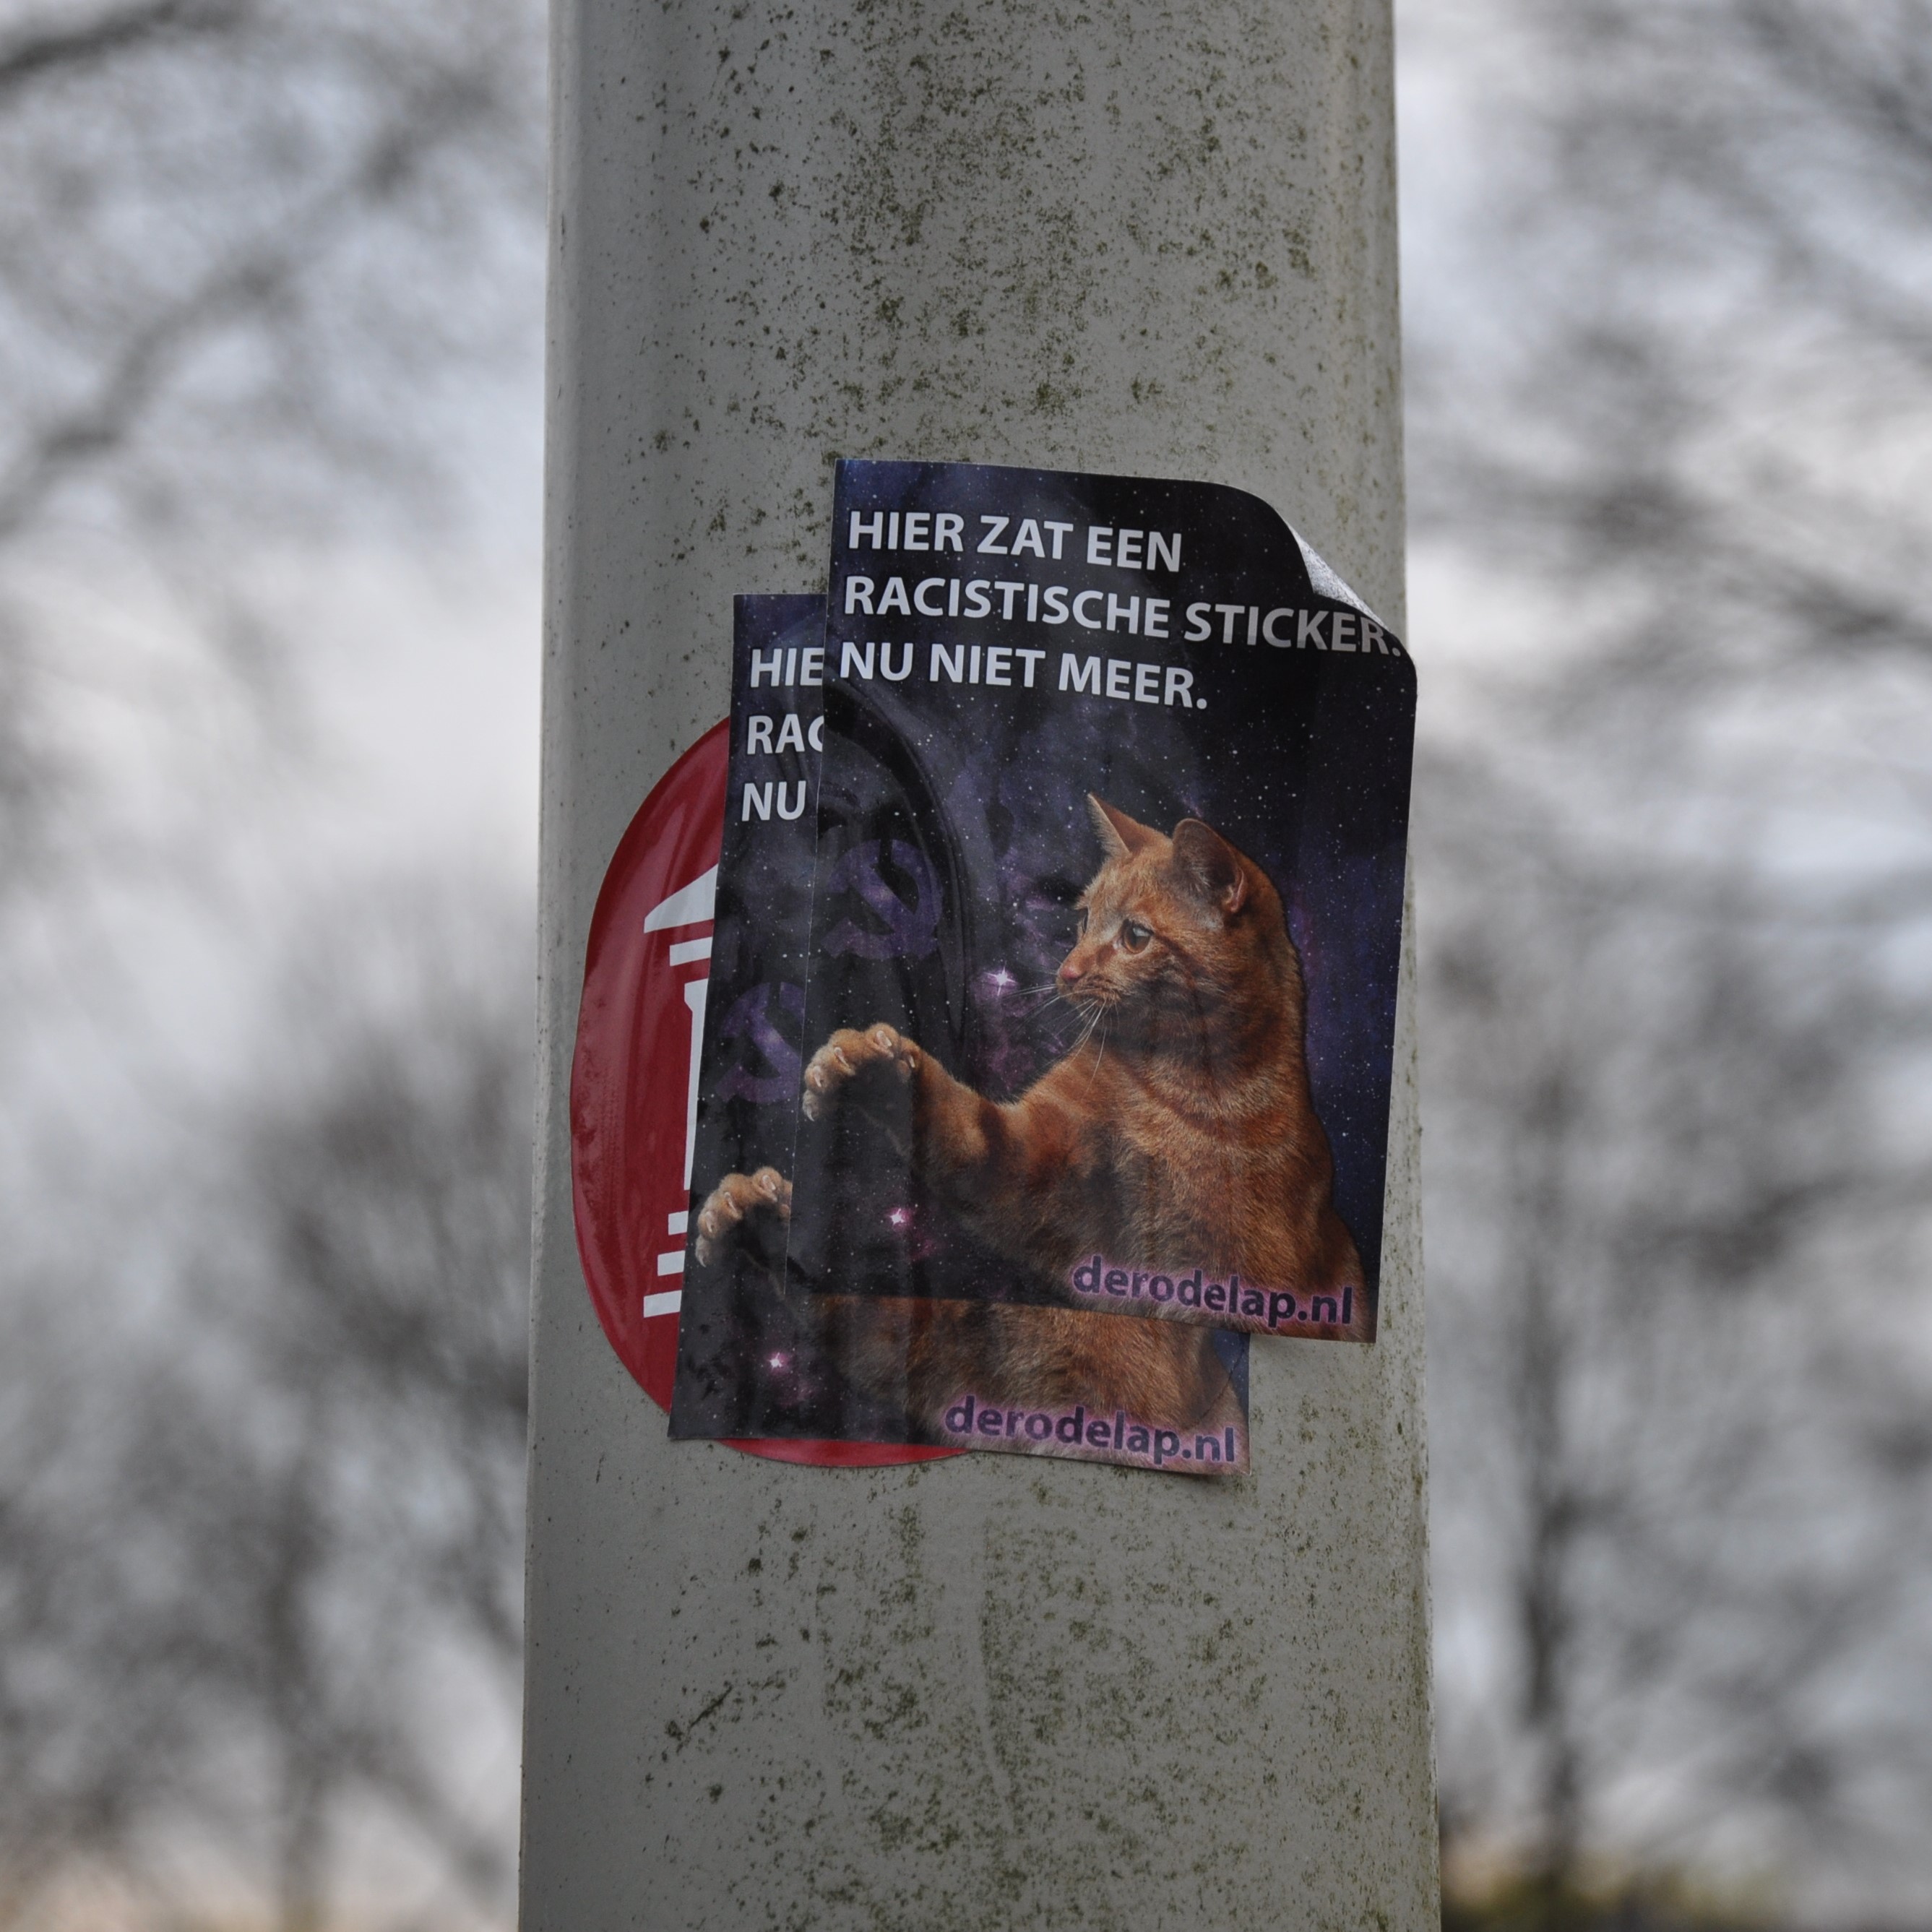 HIER ZAT EEN
RACISTISCHE STICKER.
NU NIET MEER.
HIE
RAC
NU
derodelap.nl
derodelap.nl